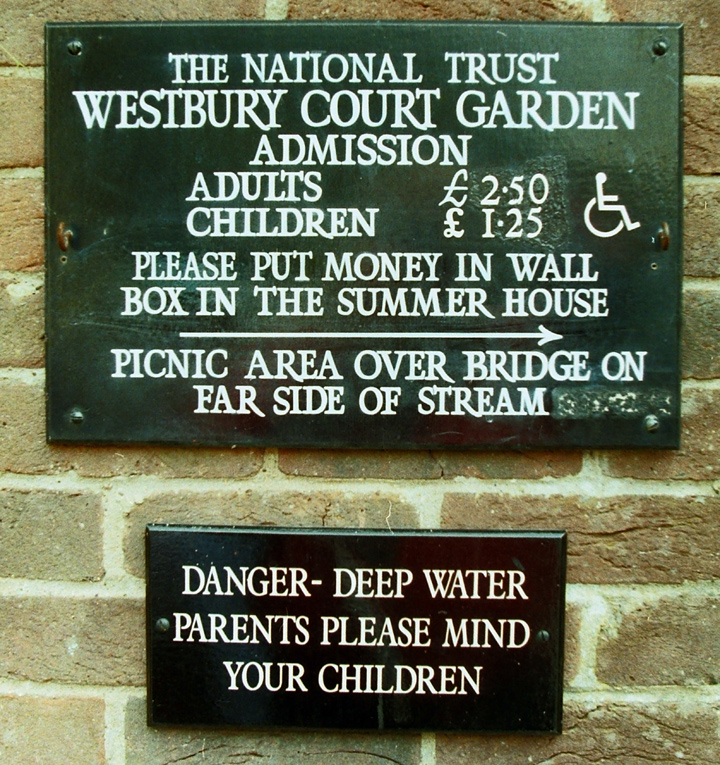 THE NATIONAL TRUST
WESTBURY COURT GARDEN
ADMISSION
ADULTS £ 2·50
CHILDREN £ 1·25
PLEASE PUT MONEY IN WALL
BOX IN THE SUMMER HOUSE
PICNIC AREA OVER BRIDGE ON
FAR SIDE OF STREAM
DANGER- DEEP WATER
PARENTS PLEASE MIND
YOUR CHILDREN